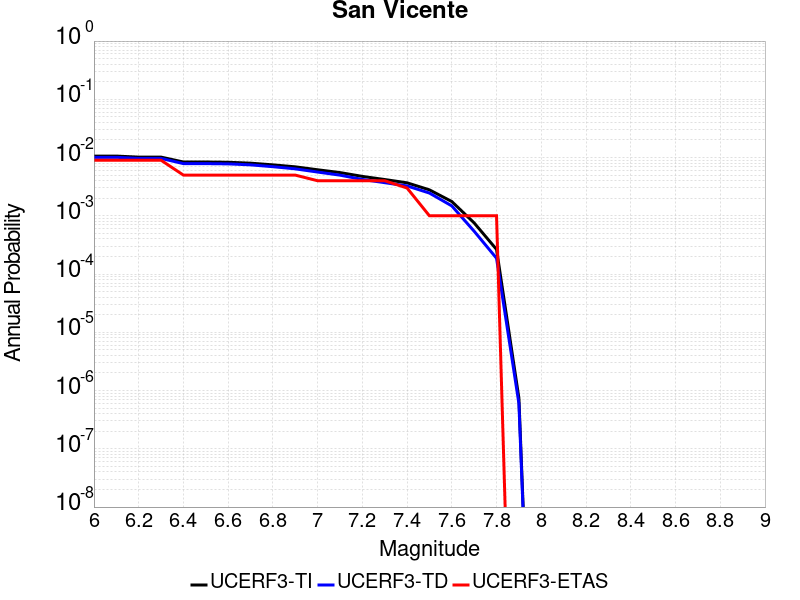 San Vicente
10^0
10^-1
10^-2
10^-3
10^-4
10^-5
10^-6
10^-7
10^-8
Annual Probability
6 6.2 6.4 6.6 6.8 7 7.2 7.4 7.6 7.8 8 8.2 8.4 8.6 8.8 9
Magnitude
UCERF3-TI UCERF3-TD UCERF3-ETAS